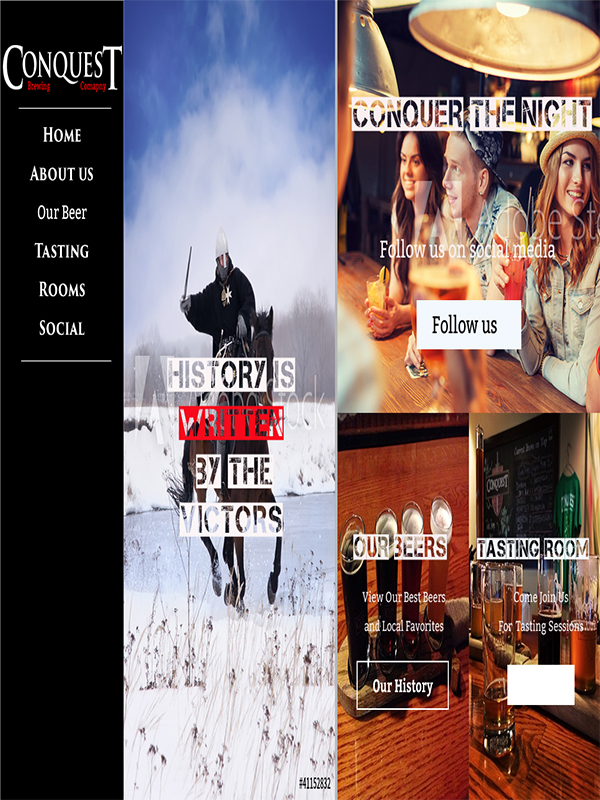 CONQUEST
Brewing Comapny
HOME
ABOUT US
Our Beer
TASTING
ROOMS
SOCIAL
HISTORY IS
WRITTEN
BY THE
VICTORS
#41152832
CONQUER THE NIGHT
Follow us on social media
Follow us
OUR BEERS
View Our Best Beers
and Local Favorites
Our History
CONQUEST
TASTING ROOM
Come Join Us
For Tasting Sessions